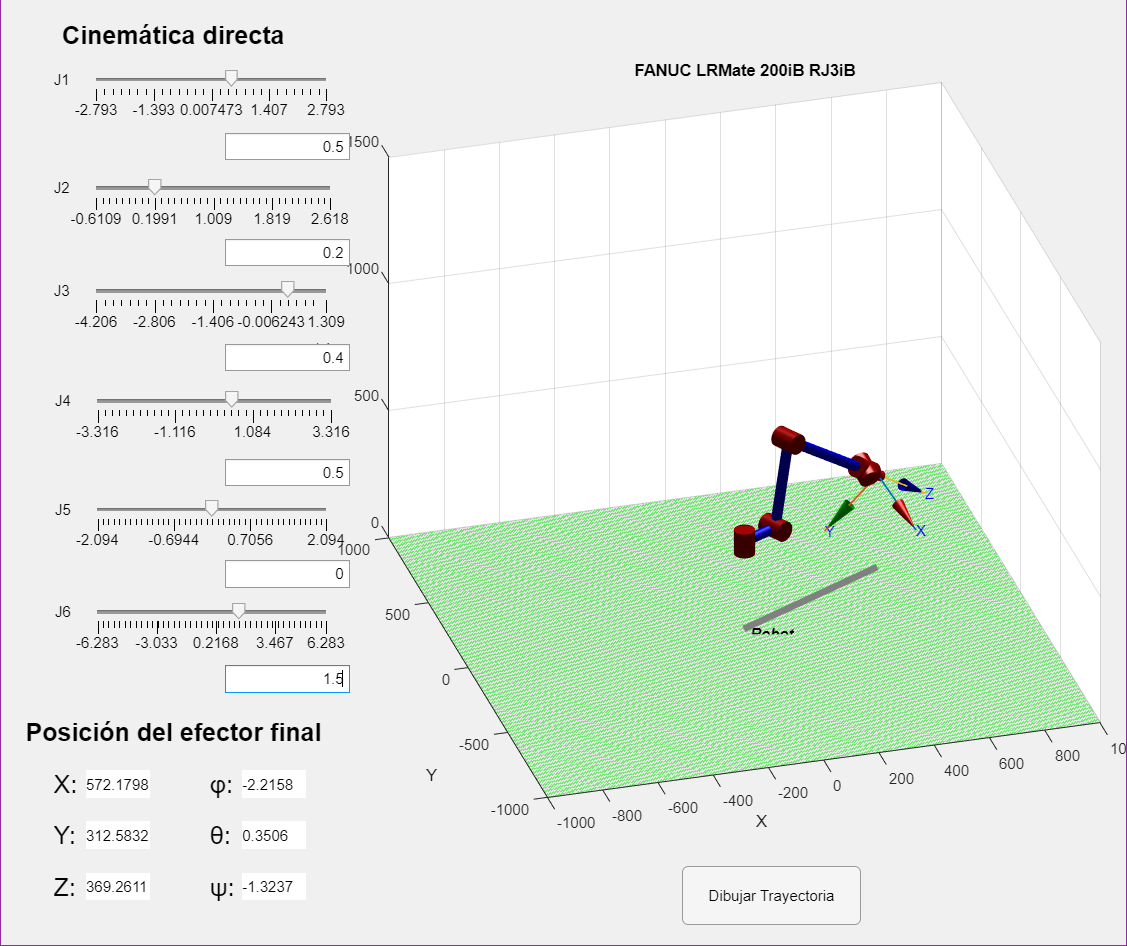 Cinemática directa
J1
-2.793 -1.393 0.007473 1.407 2.793
0.5
J2
-0.6109 0.1991 1.009 1.819 2.618
0.2
J3
-4.206 -2.806 -1.406 -0.006243 1.309
0.4
J4
-3.316 -1.116 1.084 3.316
0.5
J5
-2.094 -0.6944 0.7056 2.094
0
J6
-6.283 -3.033 0.2168 3.467 6.283
1.5
Posición del efector final
X: 572.1798 φ: -2.2158
Y: 312.5832 θ: 0.3506
Z: 369.2611 ψ: -1.3237
FANUC LRMate 200iB RJ3iB
1500
1000
500
0
1000
500
0
-500
-1000
Y
-1000 -800 -600 -400 -200 0 200 400 600 800 10
X
Z
Y
X
Robot
Dibujar Trayectoria